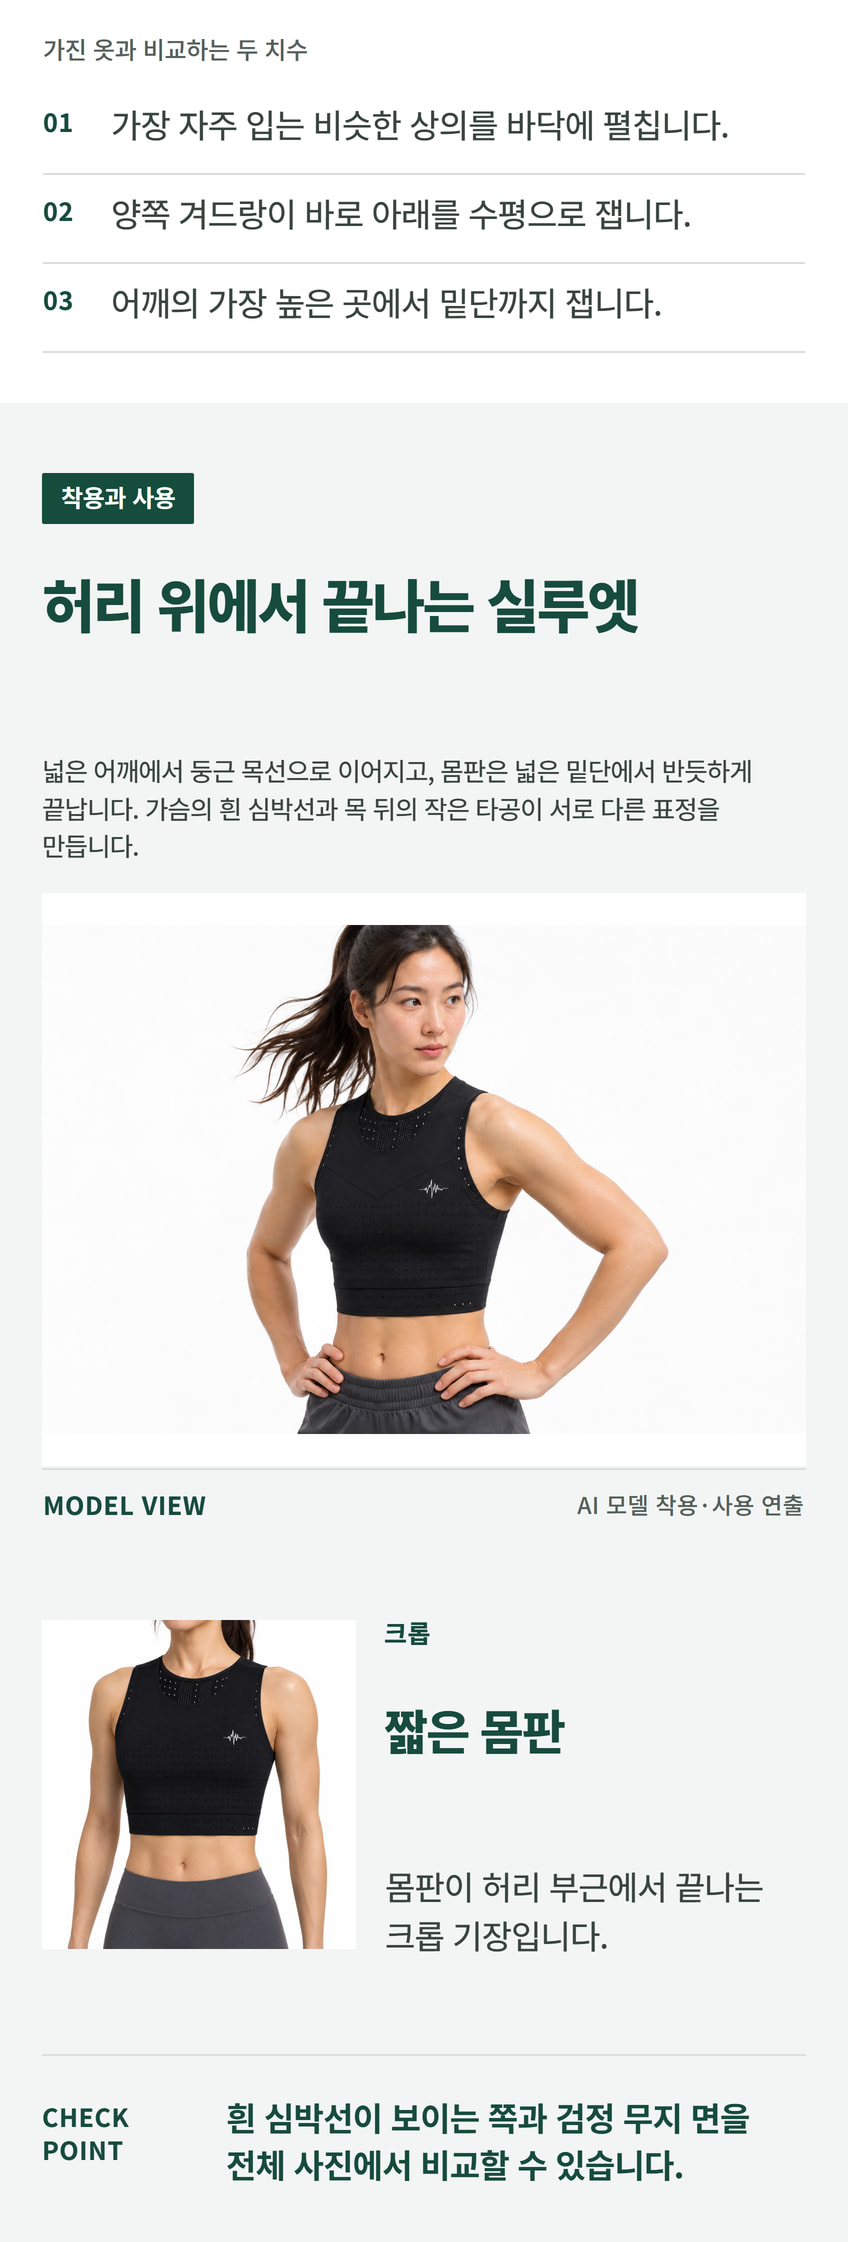 가진 옷과 비교하는 두 치수
01 가장 자주 입는 비슷한 상의를 바닥에 펼칩니다.
02 양쪽 겨드랑이 바로 아래를 수평으로 잽니다.
03 어깨의 가장 높은 곳에서 밑단까지 잽니다.
착용과 사용
허리 위에서 끝나는 실루엣
넓은 어깨에서 둥근 목선으로 이어지고, 몸판은 넓은 밑단에서 반듯하게
끝납니다. 가슴의 흰 심박선과 목 뒤의 작은 타공이 서로 다른 표정을
만듭니다.
MODEL VIEW
AI 모델 착용·사용 연출
크롭
짧은 몸판
몸판이 허리 부근에서 끝나는
크롭 기장입니다.
CHECK
POINT
흰 심박선이 보이는 쪽과 검정 무지 면을
전체 사진에서 비교할 수 있습니다.